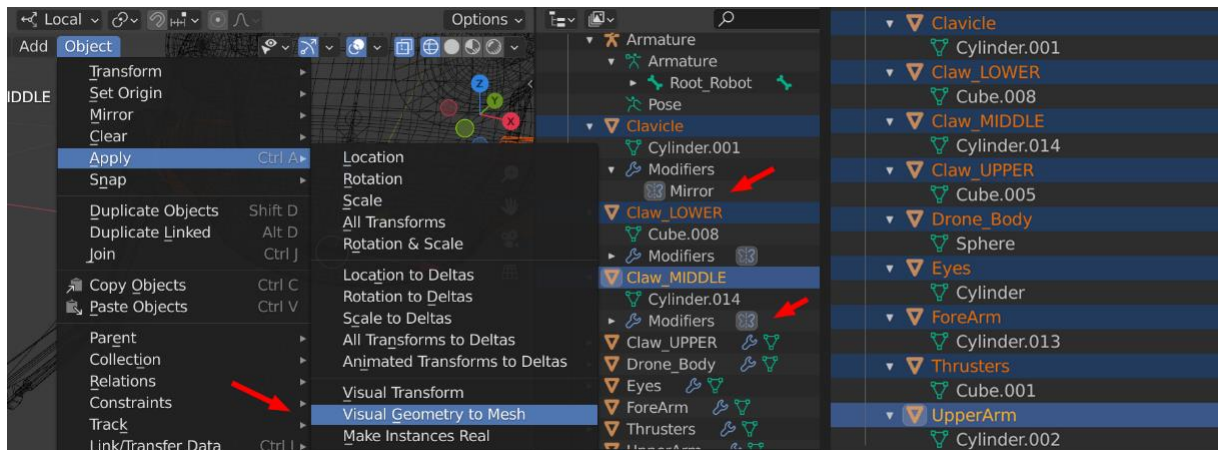 Local
Options
Add Object
IDDLE
Transform
Set Origin
Mirror
Clear
Apply Ctrl A
Snap
Duplicate Objects Shift D
Duplicate Linked Alt D
Join Ctrl J
Copy Objects Ctrl C
Paste Objects Ctrl V
Parent
Collection
Relations
Constraints
Track
Link/Transfer Data Ctrl L
Location
Rotation
Scale
All Transforms
Rotation & Scale
Location to Deltas
Rotation to Deltas
Scale to Deltas
All Transforms to Deltas
Animated Transforms to Deltas
Visual Transform
Visual Geometry to Mesh
Make Instances Real
Z
Y
X
Armature
Armature
Root_Robot
Pose
Clavicle
Cylinder.001
Modifiers
Mirror
Claw_LOWER
Cube.008
Modifiers
Claw_MIDDLE
Cylinder.014
Modifiers
Claw_UPPER
Drone_Body
Eyes
ForeArm
Thrusters
UpperArm
Clavicle
Cylinder.001
Claw_LOWER
Cube.008
Claw_MIDDLE
Cylinder.014
Claw_UPPER
Cube.005
Drone_Body
Sphere
Eyes
Cylinder
ForeArm
Cylinder.013
Thrusters
Cube.001
UpperArm
Cylinder.002